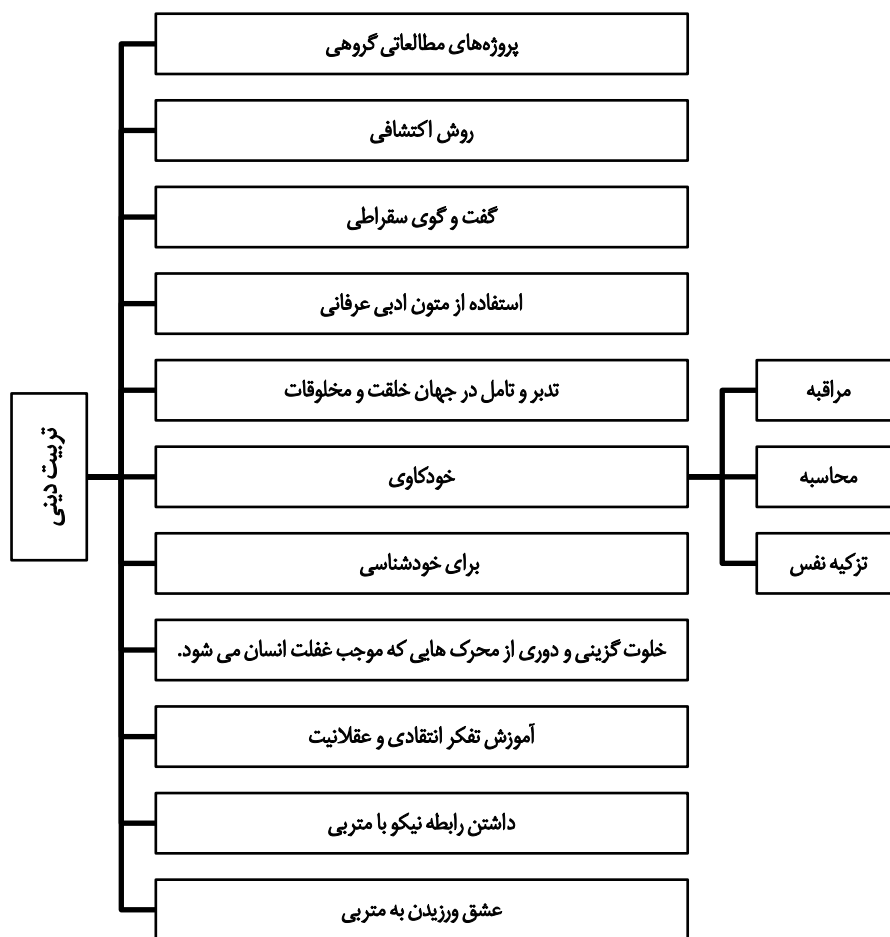 تربیت دینی
پروژه‌های مطالعاتی گروهی
روش اکتشافی
گفت و گوی سقراطی
استفاده از متون ادبی عرفانی
تدبر و تامل در جهان خلقت و مخلوقات
خودکاوی
مراقبه
محاسبه
تزکیه نفس
برای خودشناسی
خلوت گزینی و دوری از محرک هایی که موجب غفلت انسان می شود.
آموزش تفکر انتقادی و عقلانیت
داشتن رابطه نیکو با متربی
عشق ورزیدن به متربی